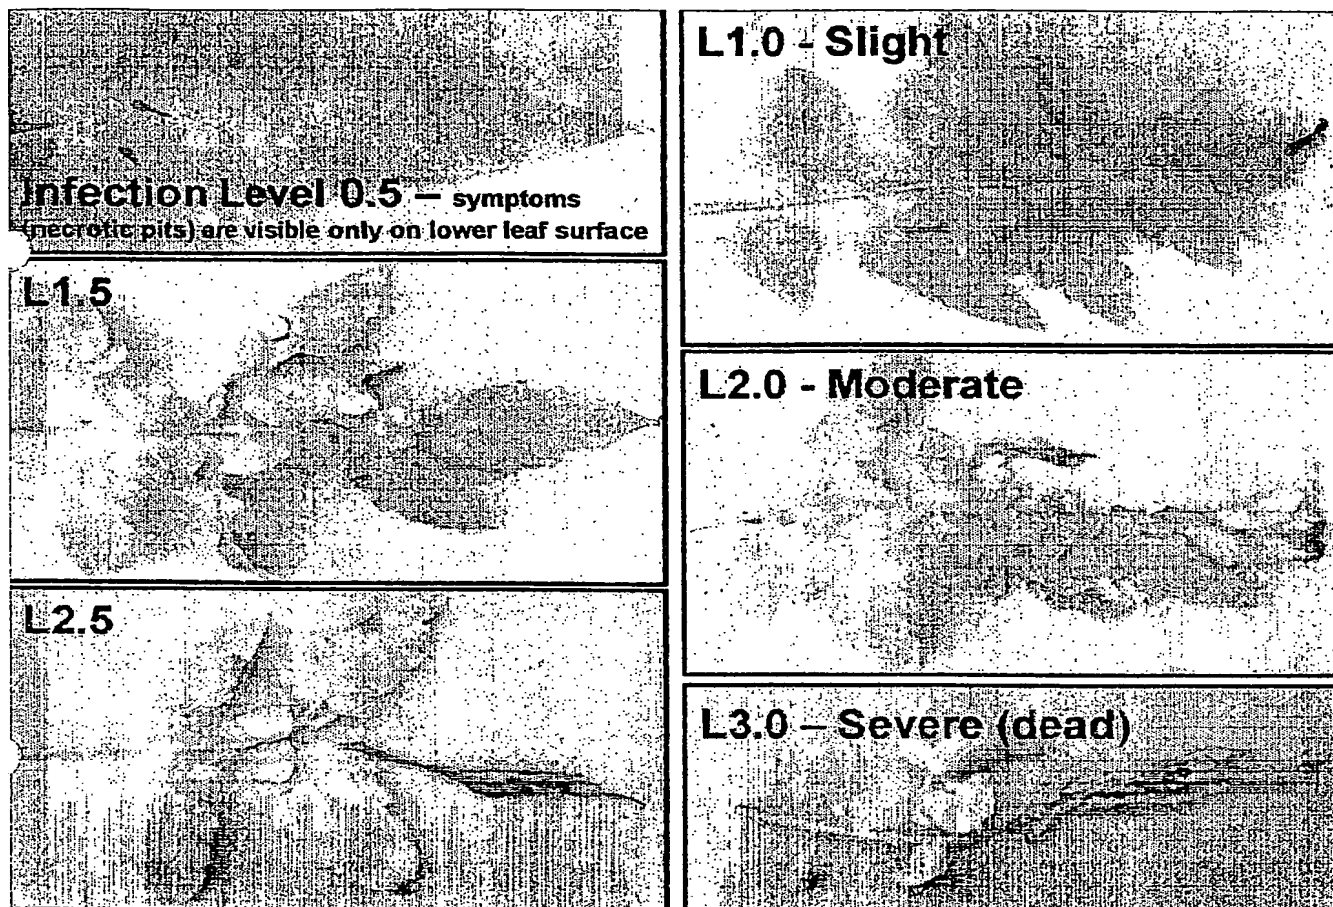 Infection Level 0.5 – symptoms
(necrotic pits) are visible only on lower leaf surface
L1.0 - Slight
L1.5
L2.0 - Moderate
L2.5
L3.0 – Severe (dead)